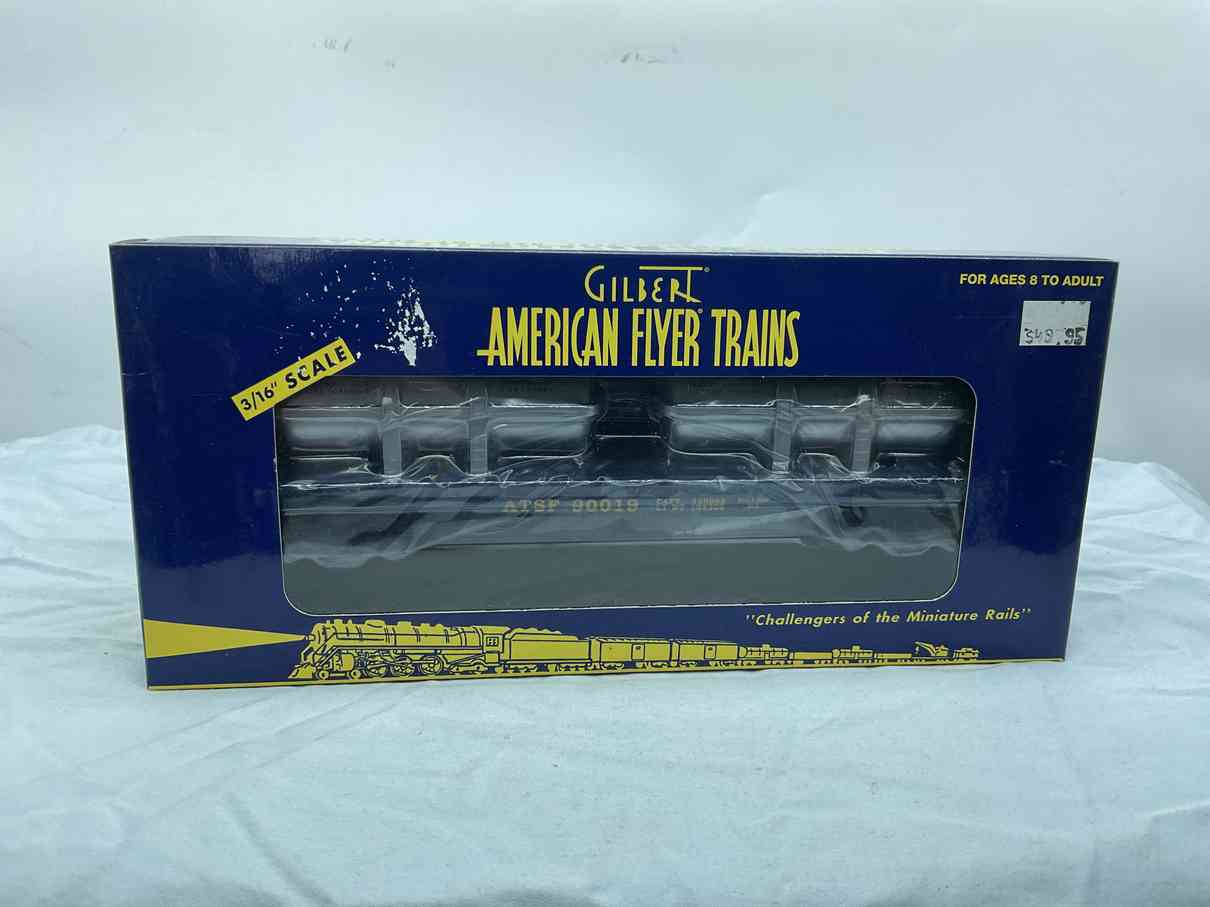 GILBERT®
AMERICAN FLYER® TRAINS
FOR AGES 8 TO ADULT
3/16" SCALE
ATSF 90019
"Challengers of the Miniature Rails"